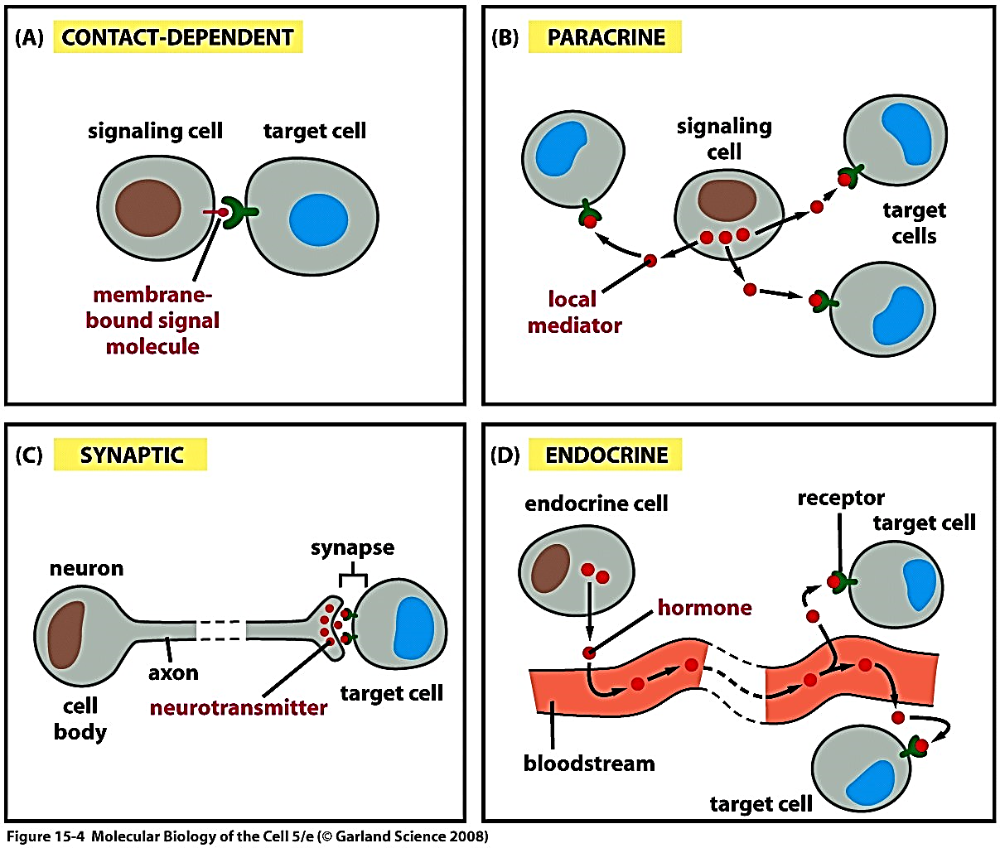 (A) CONTACT-DEPENDENT
signaling cell
target cell
membrane-
bound signal
molecule
(B) PARACRINE
signaling
cell
target
cells
local
mediator
(C) SYNAPTIC
synapse
neuron
axon
neurotransmitter
target cell
cell
body
(D) ENDOCRINE
endocrine cell
receptor
target cell
hormone
bloodstream
target cell
Figure 15-4 Molecular Biology of the Cell 5/e (© Garland Science 2008)